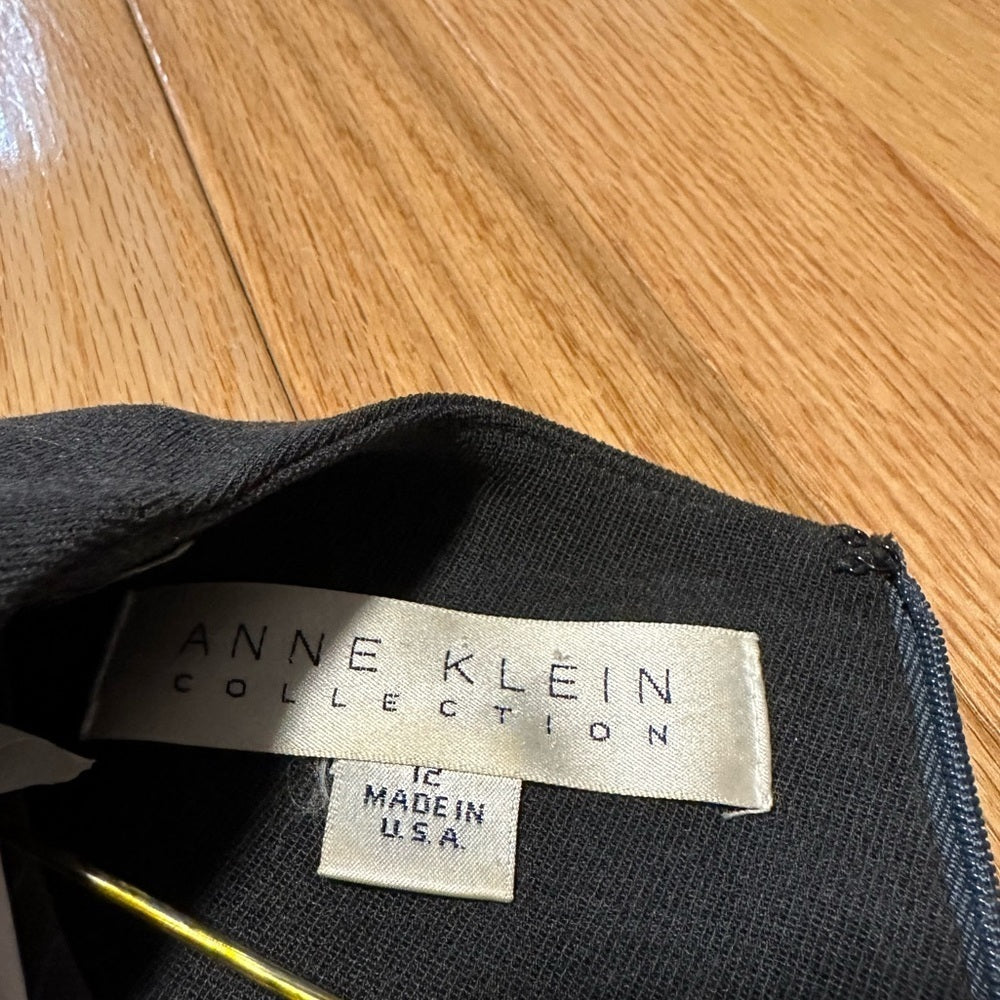 ANNE KLEIN
COLLECTION
12
MADE IN
U.S.A.